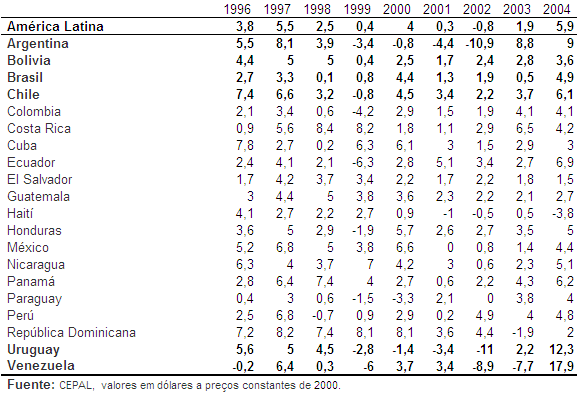 1996 1997 1998 1999 2000 2001 2002 2003 2004
América Latina 3,8 5,5 2,5 0,4 4 0,3 -0,8 1,9 5,9
Argentina 5,5 8,1 3,9 -3,4 -0,8 -4,4 -10,9 8,8 9
Bolivia 4,4 5 5 0,4 2,5 1,7 2,4 2,8 3,6
Brasil 2,7 3,3 0,1 0,8 4,4 1,3 1,9 0,5 4,9
Chile 7,4 6,6 3,2 -0,8 4,5 3,4 2,2 3,7 6,1
Colombia 2,1 3,4 0,6 -4,2 2,9 1,5 1,9 4,1 4,1
Costa Rica 0,9 5,6 8,4 8,2 1,8 1,1 2,9 6,5 4,2
Cuba 7,8 2,7 0,2 6,3 6,1 3 1,5 2,9 3
Ecuador 2,4 4,1 2,1 -6,3 2,8 5,1 3,4 2,7 6,9
El Salvador 1,7 4,2 3,7 3,4 2,2 1,7 2,2 1,8 1,5
Guatemala 3 4,4 5 3,8 3,6 2,3 2,2 2,1 2,7
Haití 4,1 2,7 2,2 2,7 0,9 -1 -0,5 0,5 -3,8
Honduras 3,6 5 2,9 -1,9 5,7 2,6 2,7 3,5 5
México 5,2 6,8 5 3,8 6,6 0 0,8 1,4 4,4
Nicaragua 6,3 4 3,7 7 4,2 3 0,6 2,3 5,1
Panamá 2,8 6,4 7,4 4 2,7 0,6 2,2 4,3 6,2
Paraguay 0,4 3 0,6 -1,5 -3,3 2,1 0 3,8 4
Perú 2,5 6,8 -0,7 0,9 2,9 0,2 4,9 4 4,8
República Dominicana 7,2 8,2 7,4 8,1 8,1 3,6 4,4 -1,9 2
Uruguay 5,6 5 4,5 -2,8 -1,4 -3,4 -11 2,2 12,3
Venezuela -0,2 6,4 0,3 -6 3,7 3,4 -8,9 -7,7 17,9
Fuente: CEPAL, valores em dólares a preços constantes de 2000.